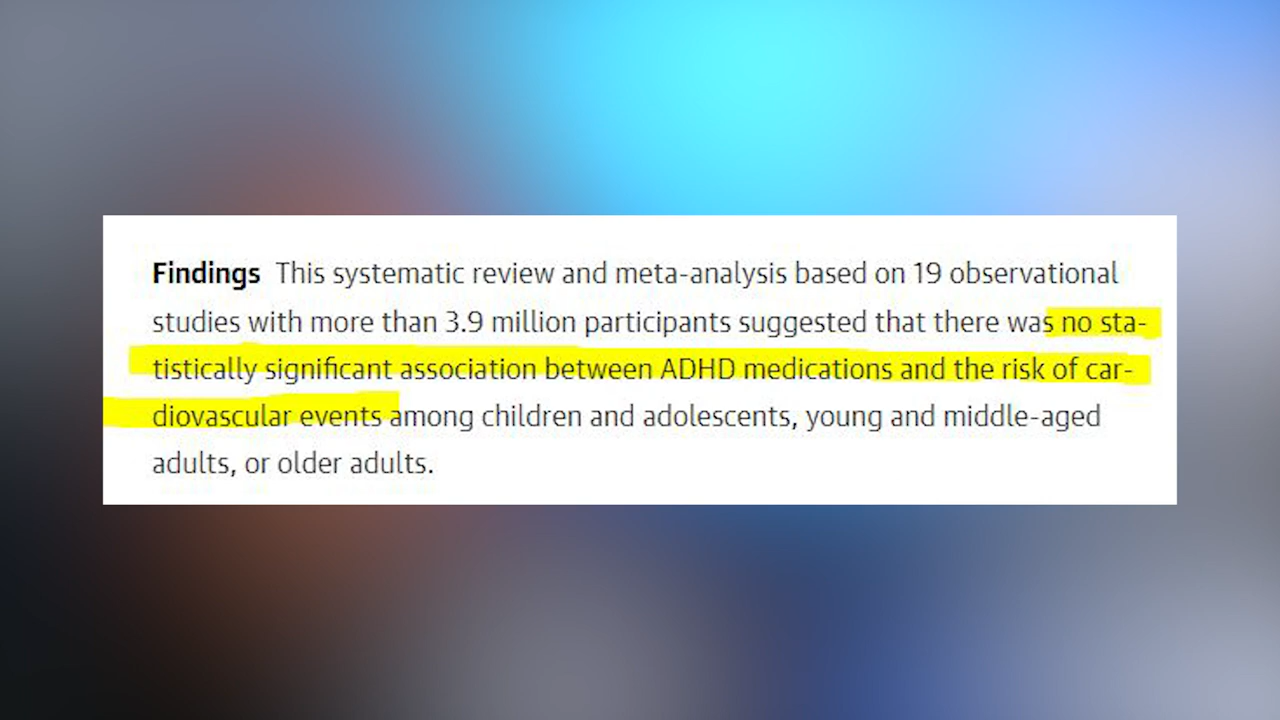 Findings This systematic review and meta-analysis based on 19 observational
studies with more than 3.9 million participants suggested that there was no sta-
tistically significant association between ADHD medications and the risk of car-
diovascular events among children and adolescents, young and middle-aged
adults, or older adults.